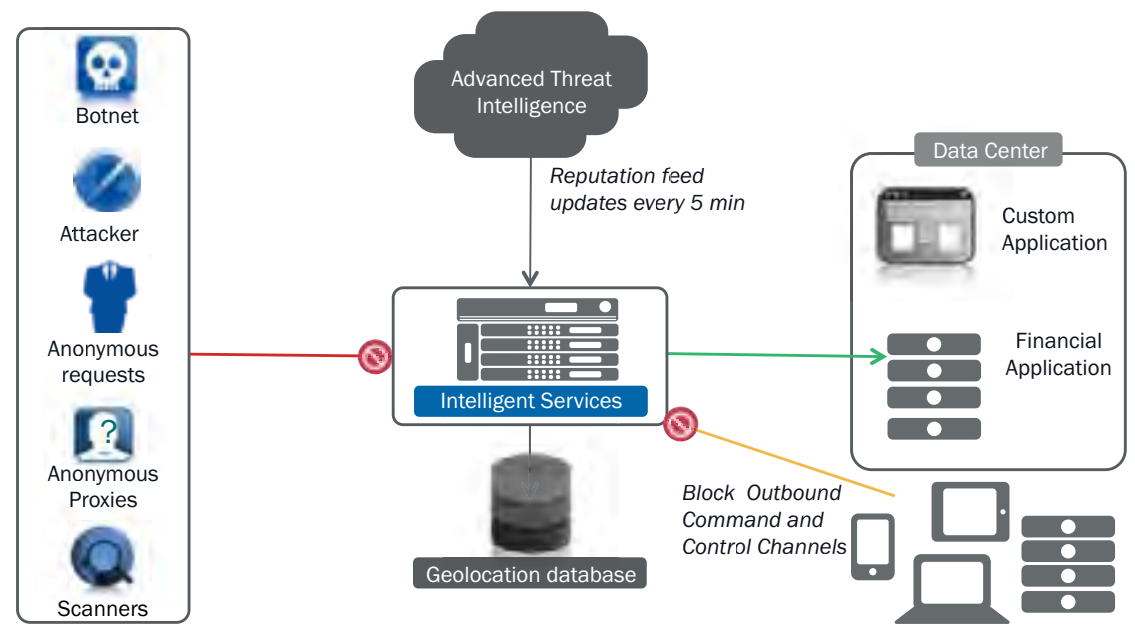 Botnet
Attacker
Anonymous
requests
?
Anonymous
Proxies
Scanners
Advanced Threat
Intelligence
Reputation feed
updates every 5 min
Intelligent Services
Geolocation database
Data Center
Custom
Application
Financial
Application
Block Outbound
Command and
Control Channels